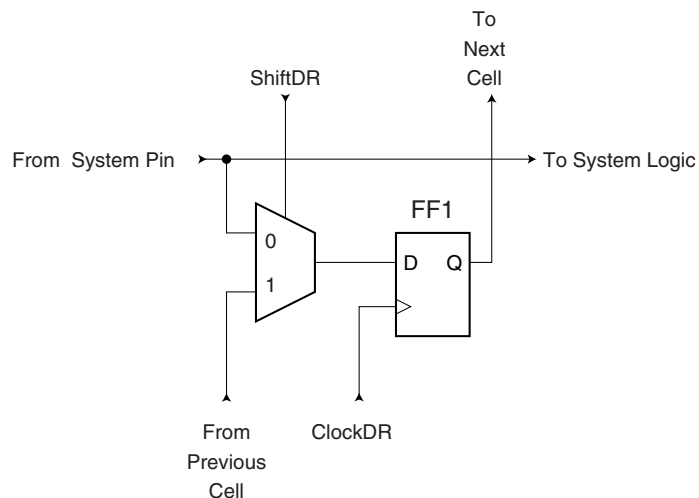 To
Next
Cell
ShiftDR
From System Pin
To System Logic
FF1
0
D Q
1
From
Previous
Cell
ClockDR